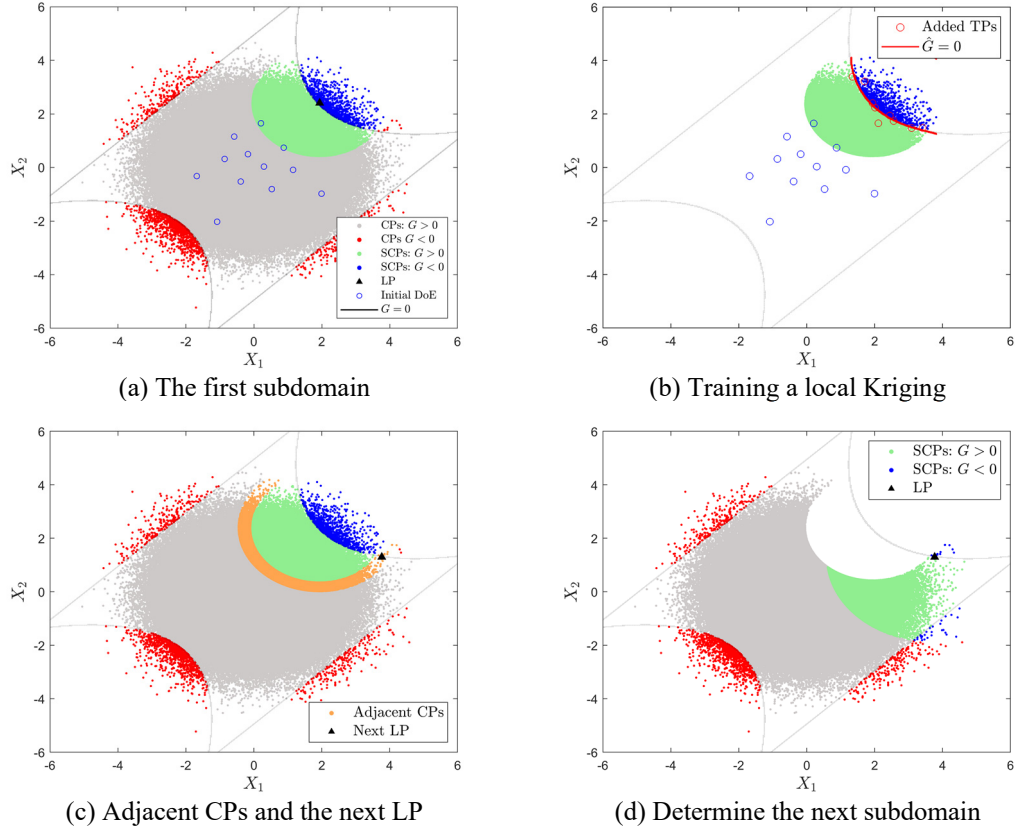 6
4
2
0
-2
-4
-6
X₂
-6 -4 -2 0 2 4 6
X₁
CPs: G > 0
CPs G < 0
SCPs: G > 0
SCPs: G < 0
LP
Initial DoE
G = 0
(a) The first subdomain
6
4
2
0
-2
-4
-6
X₂
-6 -4 -2 0 2 4 6
X₁
Added TPs
Ĝ = 0
(b) Training a local Kriging
6
4
2
0
-2
-4
-6
X₂
-6 -4 -2 0 2 4 6
X₁
Adjacent CPs
Next LP
(c) Adjacent CPs and the next LP
6
4
2
0
-2
-4
-6
X₂
-6 -4 -2 0 2 4 6
X₁
SCPs: G > 0
SCPs: G < 0
LP
(d) Determine the next subdomain